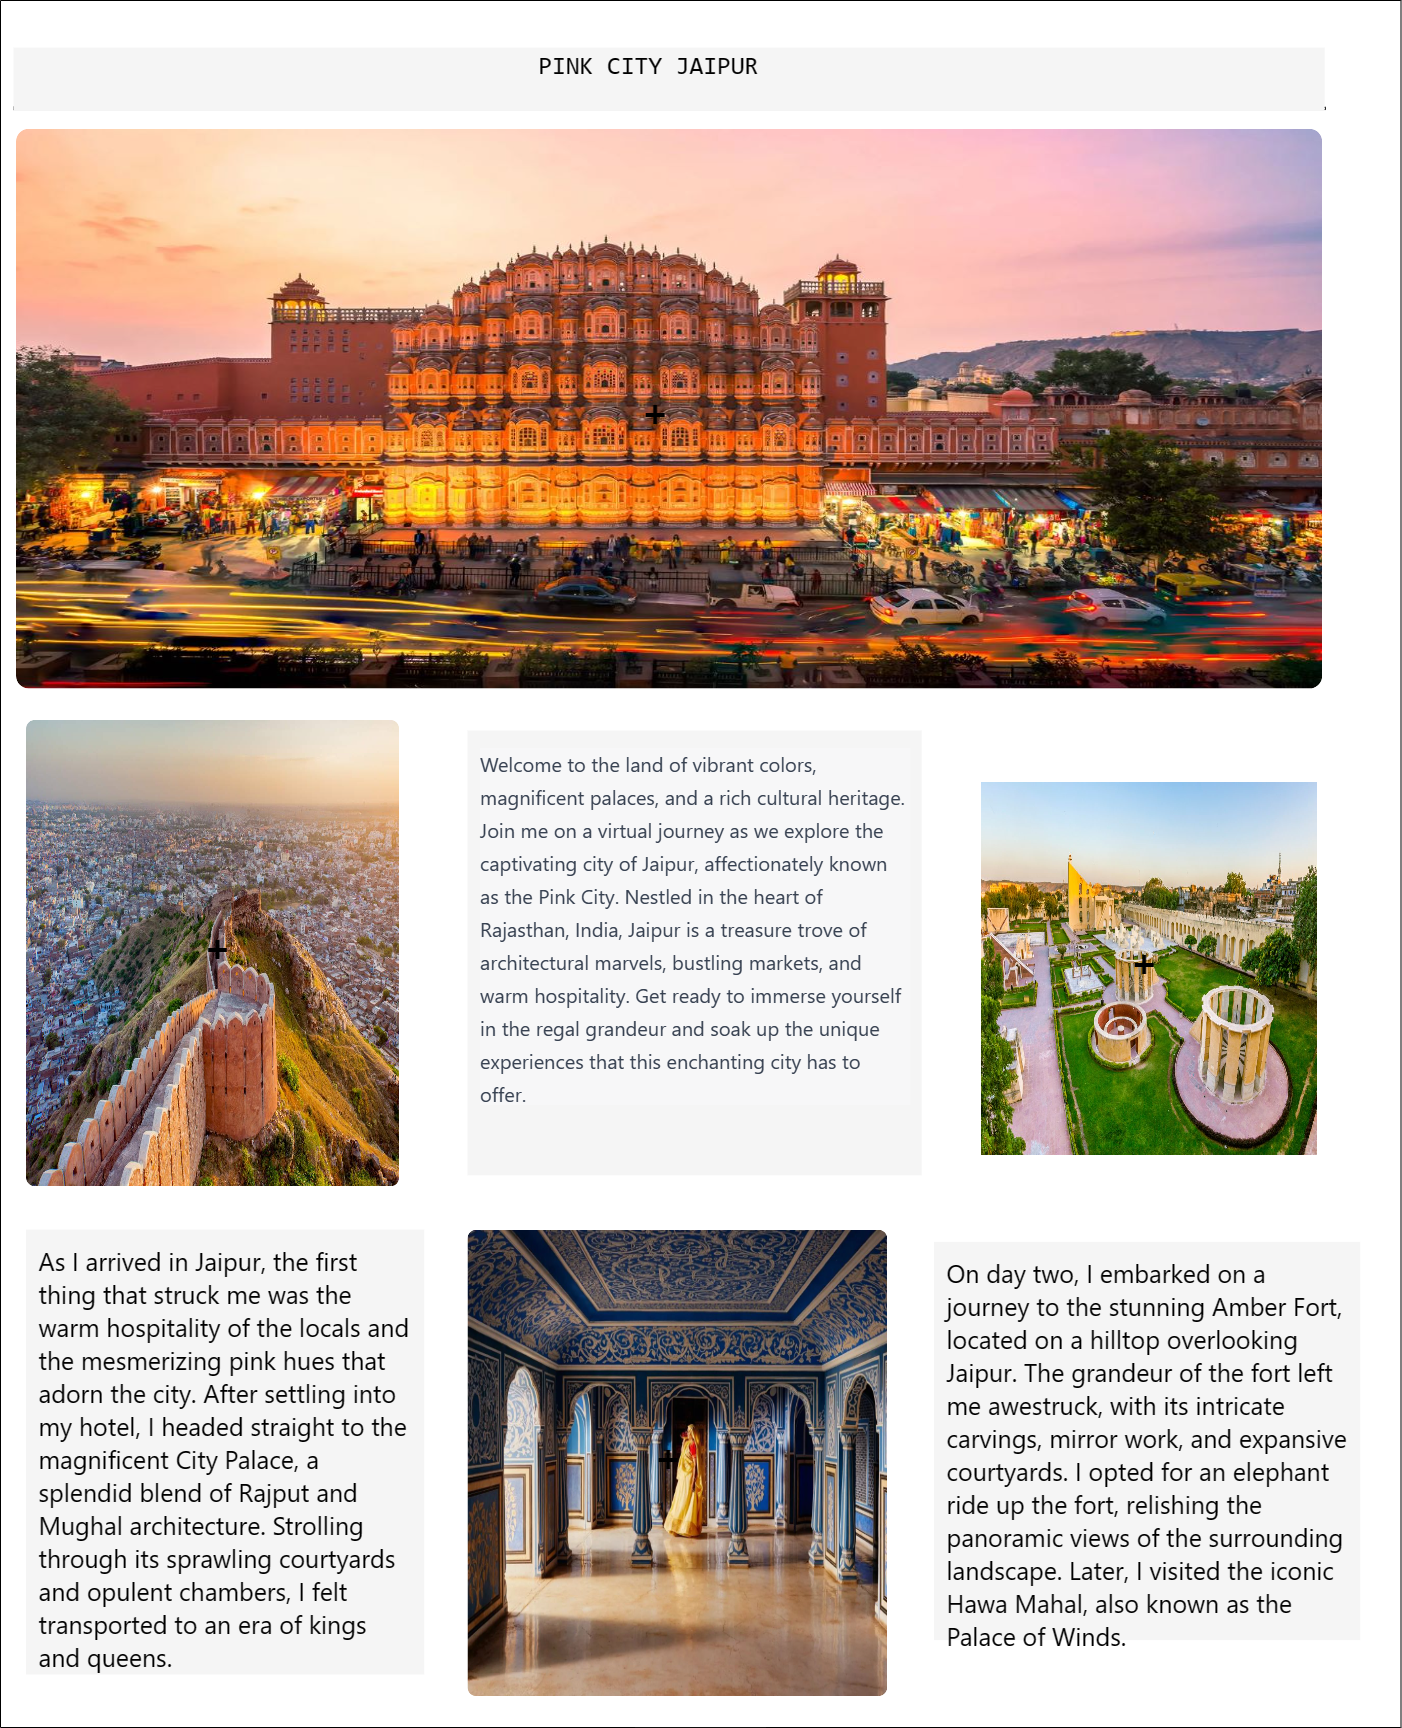 PINK CITY JAIPUR
Welcome to the land of vibrant colors,
magnificent palaces, and a rich cultural heritage.
Join me on a virtual journey as we explore the
captivating city of Jaipur, affectionately known
as the Pink City. Nestled in the heart of
Rajasthan, India, Jaipur is a treasure trove of
architectural marvels, bustling markets, and
warm hospitality. Get ready to immerse yourself
in the regal grandeur and soak up the unique
experiences that this enchanting city has to
offer.
As I arrived in Jaipur, the first
thing that struck me was the
warm hospitality of the locals and
the mesmerizing pink hues that
adorn the city. After settling into
my hotel, I headed straight to the
magnificent City Palace, a
splendid blend of Rajput and
Mughal architecture. Strolling
through its sprawling courtyards
and opulent chambers, I felt
transported to an era of kings
and queens.
On day two, I embarked on a
journey to the stunning Amber Fort,
located on a hilltop overlooking
Jaipur. The grandeur of the fort left
me awestruck, with its intricate
carvings, mirror work, and expansive
courtyards. I opted for an elephant
ride up the fort, relishing the
panoramic views of the surrounding
landscape. Later, I visited the iconic
Hawa Mahal, also known as the
Palace of Winds.